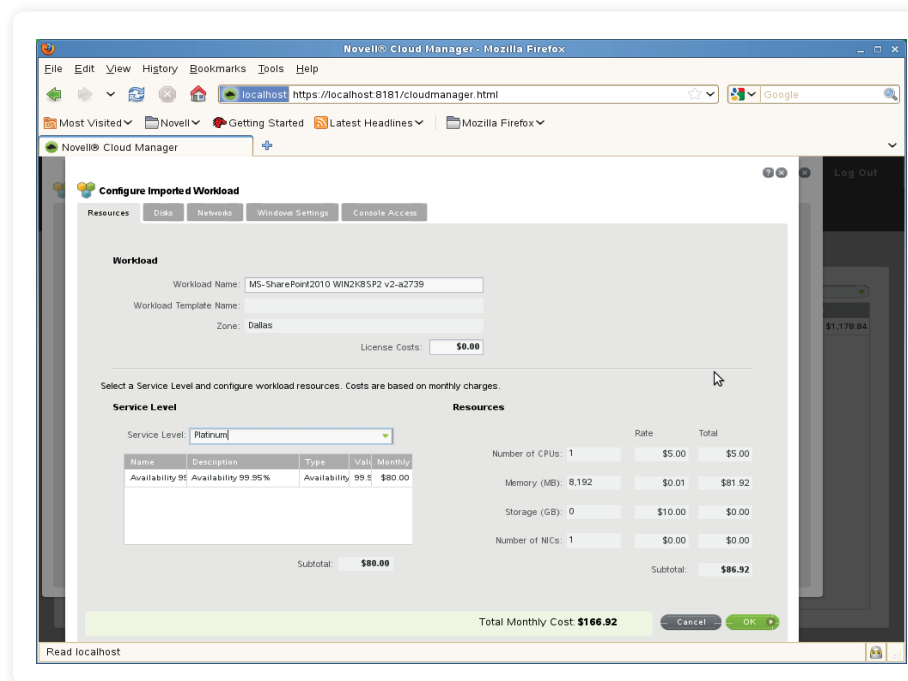 Novell® Cloud Manager - Mozilla Firefox
File Edit View History Bookmarks Tools Help
localhost https://localhost:8181/cloudmanager.html
Google
Most Visited Novell Getting Started Latest Headlines Mozilla Firefox
Novell® Cloud Manager
Log Out
Configure Imported Workload
Resources Disks Networks Windows Settings Console Access
Workload
Workload Name: MS-SharePoint2010 WIN2K8SP2 v2-a2739
Workload Template Name:
Zone: Dallas
$1,178.84
License Costs: $0.00
Select a Service Level and configure workload resources. Costs are based on monthly charges.
Service Level
Service Level: Platinum
Name Description Type Valu Monthly
Availability 99 Availability 99.95% Availability 99.9 $80.00
Subtotal: $80.00
Resources
Rate Total
Number of CPUs: 1 $5.00 $5.00
Memory (MB): 8,192 $0.01 $81.92
Storage (GB): 0 $10.00 $0.00
Number of NICs: 1 $0.00 $0.00
Subtotal: $86.92
Total Monthly Cost: $166.92
Cancel OK
Read localhost